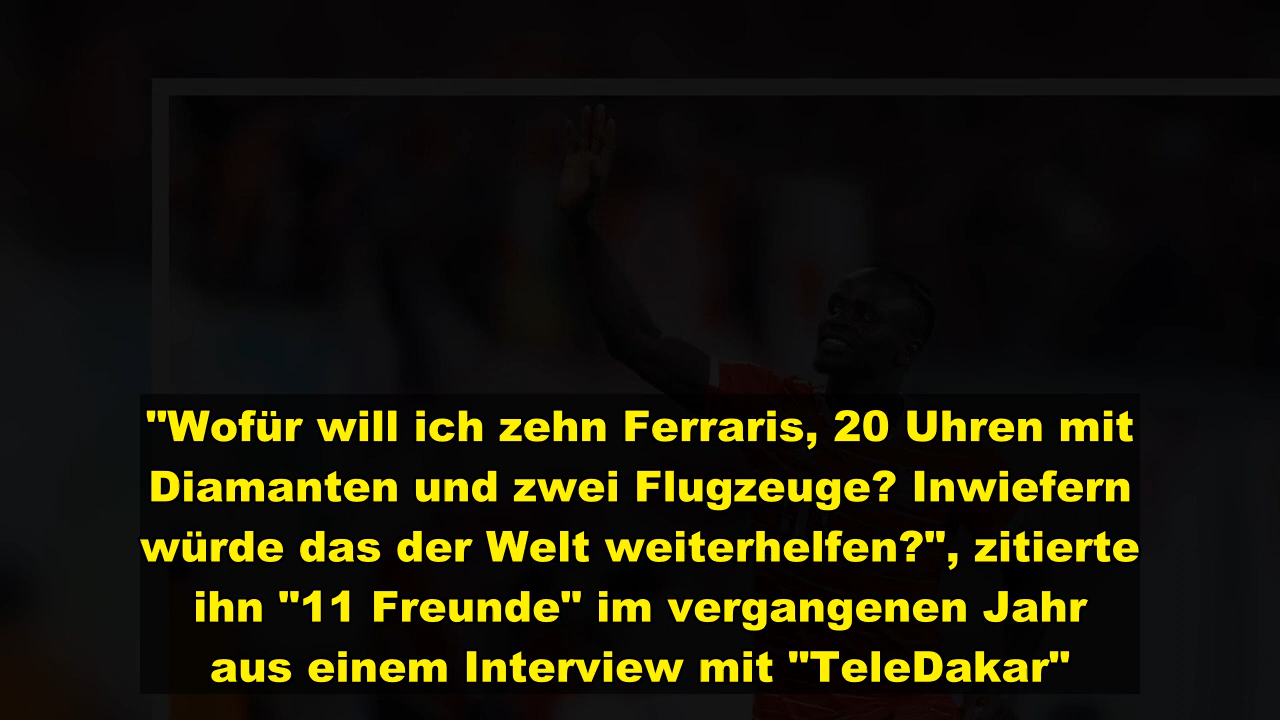 "Wofür will ich zehn Ferraris, 20 Uhren mit
Diamanten und zwei Flugzeuge? Inwiefern
würde das der Welt weiterhelfen?", zitierte
ihn "11 Freunde" im vergangenen Jahr
aus einem Interview mit "TeleDakar"